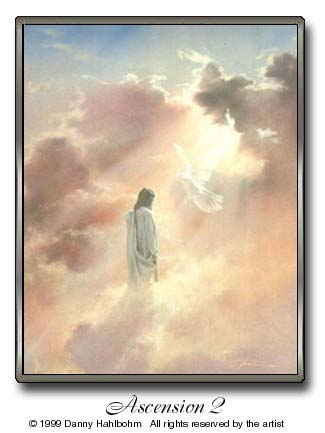 Ascension 2
© 1999 Danny Hahlbohm   All rights reserved by the artist